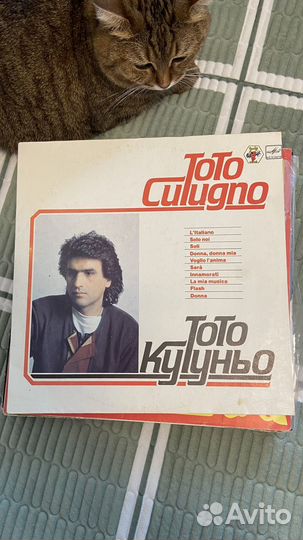 Toto
Cutugno
L'Italiano
Solo noi
Soli
Donna, donna mia
Voglio l'anima
Sarà
Innamorati
La mia musica
Flash
Donna
Тото
Кутуньо
Avito